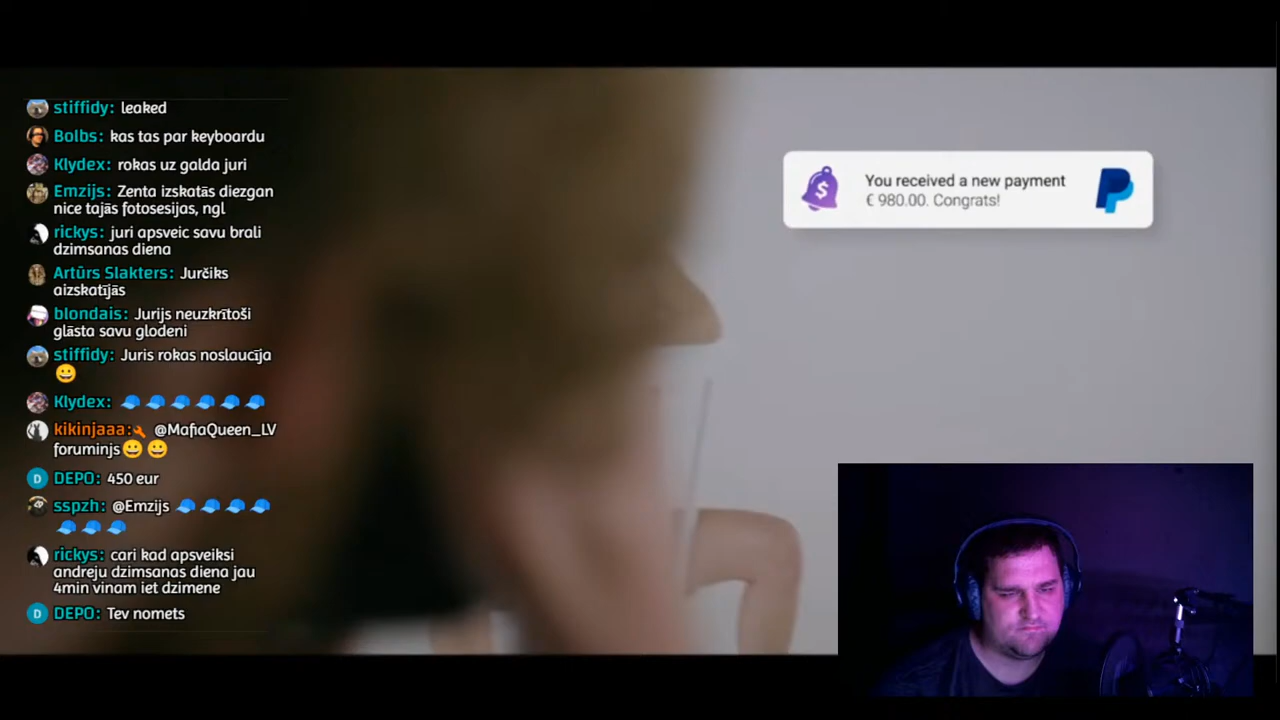 stiffidy: leaked
Bolbs: kas tas par keyboardu
Klydex: rokas uz galda juri
Emzijs: Zenta izskatās diezgan
nice tajās fotosesijas, ngl
rickys: juri apsveic savu brali
dzimsanas diena
Artūrs Slakters: Jurčiks
aizskatījās
blondais: Jurijs neuzkrītoši
glāsta savu glodeni
stiffidy: Juris rokas noslaucīja
😀
Klydex: 🧢🧢🧢🧢🧢🧢
kikinjaaa: @MafiaQueen_LV
foruminjs😀😀
D DEPO: 450 eur
sspzh: @Emzijs 🧢🧢🧢🧢
🧢🧢🧢
rickys: cari kad apsveiksi
andreju dzimsanas diena jau
4min vinam iet dzimene
D DEPO: Tev nomets
You received a new payment
€ 980.00. Congrats!